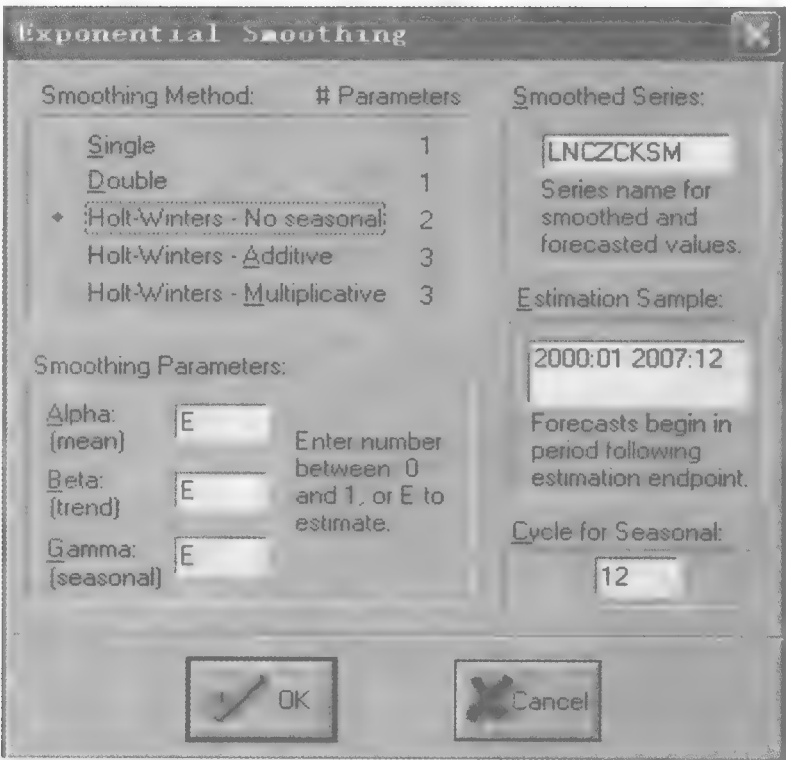 Exponential Smoothing
Smoothing Method: # Parameters
Single 1
Double 1
Holt-Winters - No seasonal 2
Holt-Winters - Additive 3
Holt-Winters - Multiplicative 3
Smoothing Parameters:
Alpha:
(mean)
E
Beta:
(trend)
E
Gamma:
(seasonal)
E
Enter number
between 0
and 1, or E to
estimate.
Smoothed Series:
LNCZCKSM
Series name for
smoothed and
forecasted values.
Estimation Sample:
2000:01 2007:12
Forecasts begin in
period following
estimation endpoint.
Cycle for Seasonal:
12
OK
Cancel